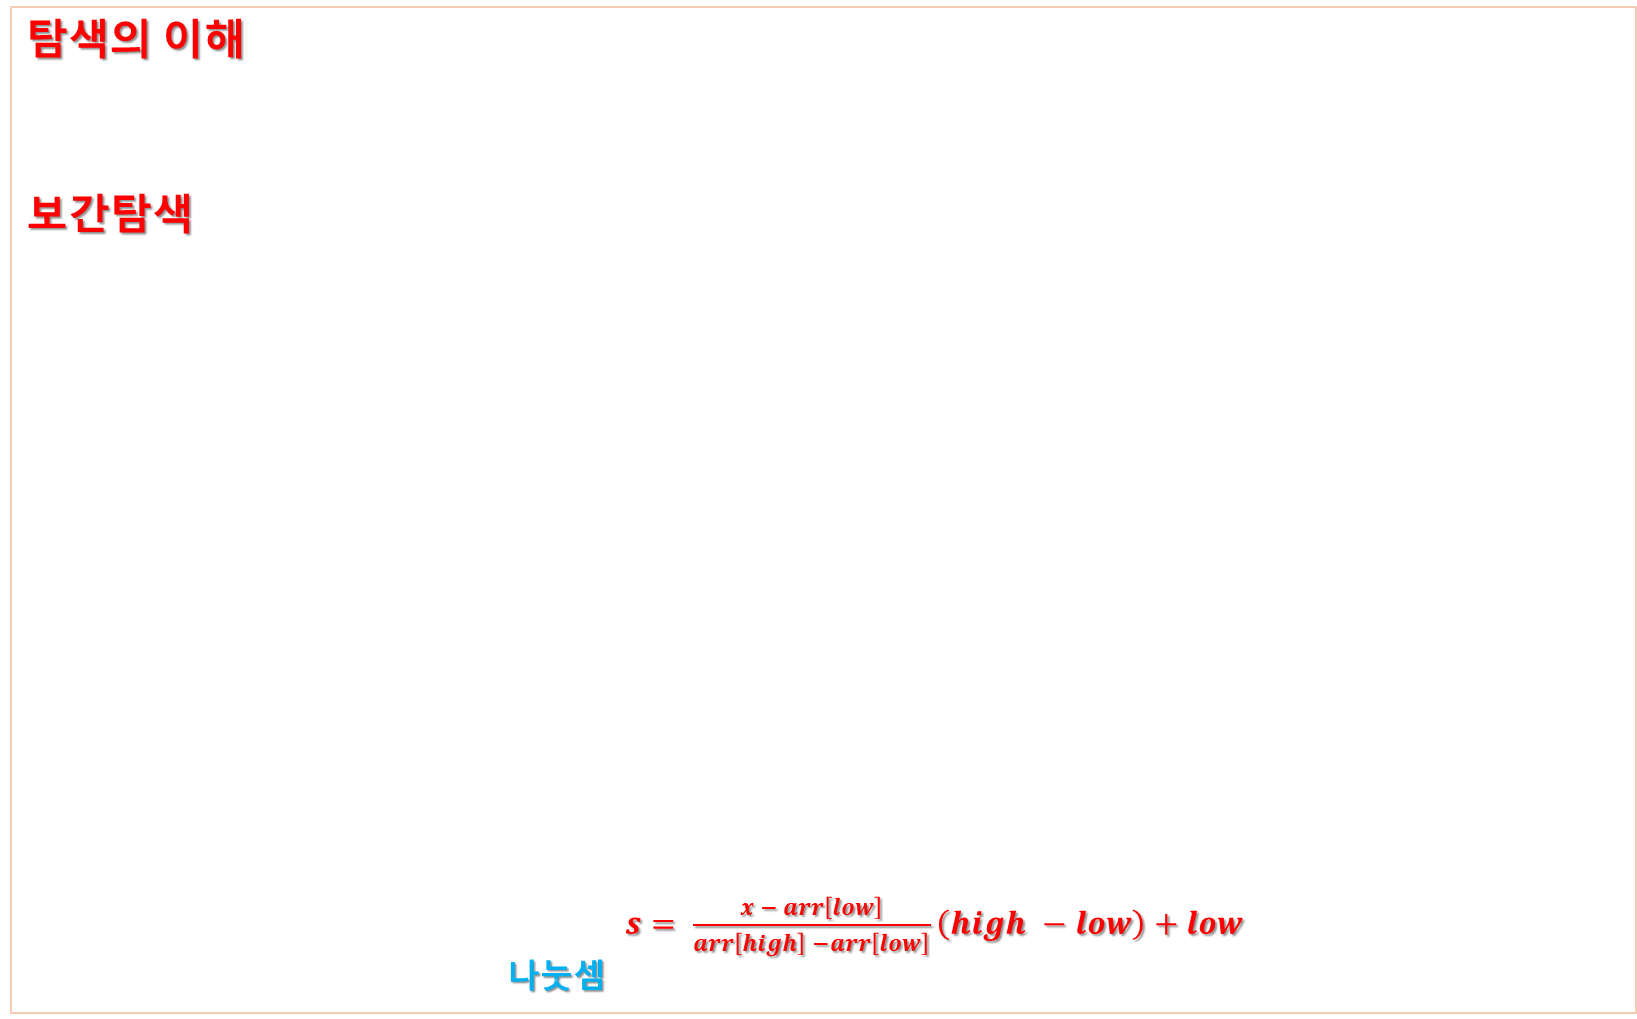 탐색의 이해
보간탐색
s = \frac{x - arr[low]}{arr[high] - arr[low]}(high - low) + low
나눗셈